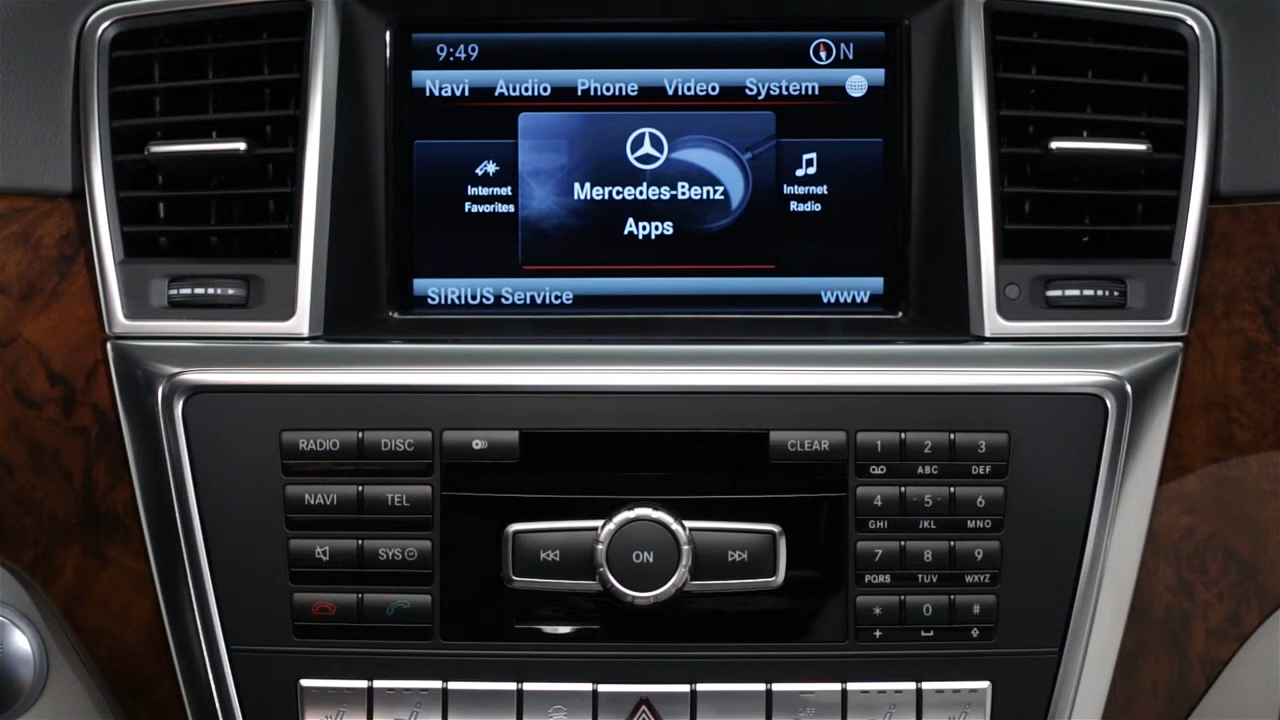 9:49 N
Navi Audio Phone Video System
Internet
Favorites
Mercedes-Benz
Apps
Internet
Radio
SIRIUS Service www
RADIO DISC CLEAR 1 2 3
ABC DEF
NAVI TEL 4 5 6
GHI JKL MNO
ON
SYS 7 8 9
PQRS TUV WXYZ
* 0 #
+